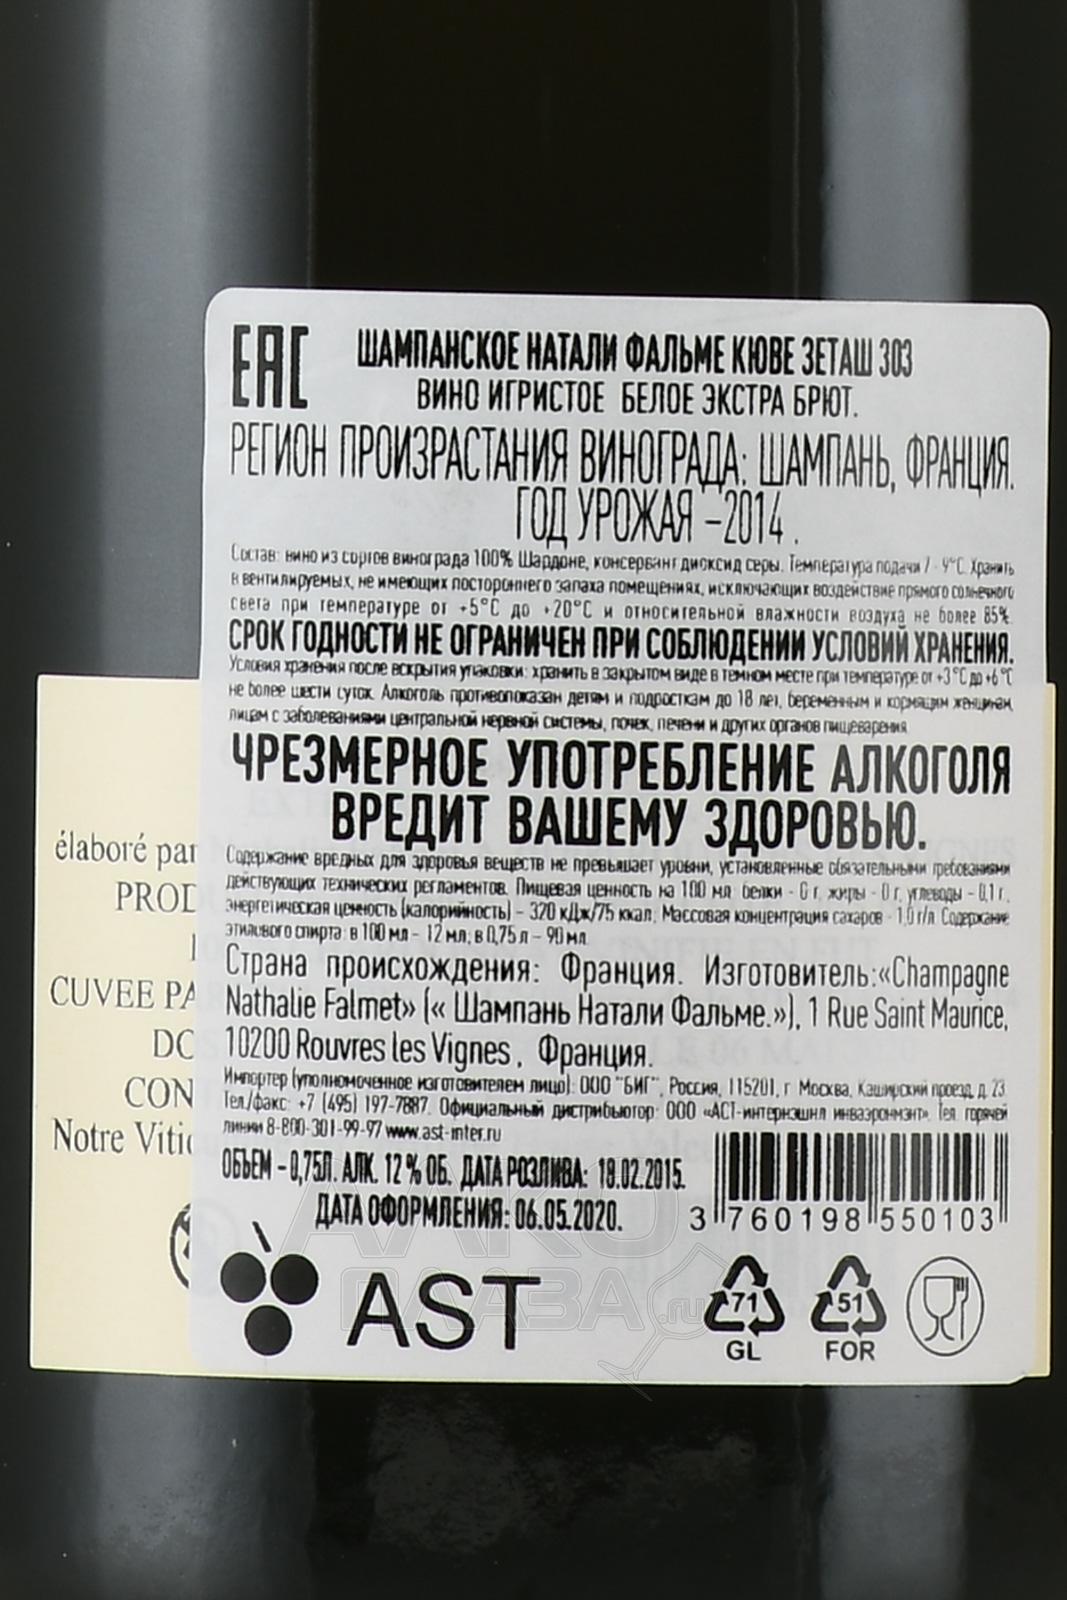 EAC
ШАМПАНСКОЕ НАТАЛИ ФАЛЬМЕ КЮВЕ ЗЕТАШ 303
ВИНО ИГРИСТОЕ БЕЛОЕ ЭКСТРА БРЮТ.
РЕГИОН ПРОИЗРАСТАНИЯ ВИНОГРАДА: ШАМПАНЬ, ФРАНЦИЯ.
ГОД УРОЖАЯ –2014 .
Состав: вино из сортов винограда 100% Шардоне, консервант диоксид серы. Температура подачи 7 - 9°С. Хранить
в вентилируемых, не имеющих постороннего запаха помещениях, исключающих воздействие прямого солнечного
света при температуре от +5°С до +20°С и относительной влажности воздуха не более 85%.
СРОК ГОДНОСТИ НЕ ОГРАНИЧЕН ПРИ СОБЛЮДЕНИИ УСЛОВИЙ ХРАНЕНИЯ.
Условия хранения после вскрытия упаковки: хранить в закрытом виде в темном месте при температуре от +3°С до +6°С
не более шести суток. Алкоголь противопоказан детям и подросткам до 18 лет, беременным и кормящим женщинам,
лицам с заболеваниями центральной нервной системы, почек, печени и других органов пищеварения.
ЧРЕЗМЕРНОЕ УПОТРЕБЛЕНИЕ АЛКОГОЛЯ
ВРЕДИТ ВАШЕМУ ЗДОРОВЬЮ.
Содержание вредных для здоровья веществ не превышает уровни, установленные обязательными требованиями
действующих технических регламентов. Пищевая ценность на 100 мл: белки - 0 г, жиры - 0 г, углеводы – 0,1 г,
энергетическая ценность (калорийность) – 320 кДж/75 ккал. Массовая концентрация сахаров - 1,0 г/л. Содержание
этилового спирта: в 100 мл – 12 мл; в 0,75 л – 90 мл.
Страна происхождения: Франция. Изготовитель:«Champagne
Nathalie Falmet» (« Шампань Натали Фальме.»), 1 Rue Saint Maurice,
10200 Rouvres les Vignes , Франция.
Импортер (уполномоченное изготовителем лицо): ООО "БИГ", Россия, 115201, г. Москва, Каширский проезд, д. 23.
Тел./факс: +7 (495) 197-7887. Официальный дистрибьютор: ООО «АСТ-интернэшнл инваэронмэнт». Тел. горячей
линии 8-800-301-99-97 www.ast-inter.ru
ОБЪЕМ – 0,75Л. АЛК. 12 % ОБ. ДАТА РОЗЛИВА: 18.02.2015.
ДАТА ОФОРМЛЕНИЯ: 06.05.2020.
3 760198 550103
AST
71
GL
51
FOR
АЛКО
ПЛАЗА.ru
élaboré par
PROD
CUVEE PA
DO
CON
Notre Vitic